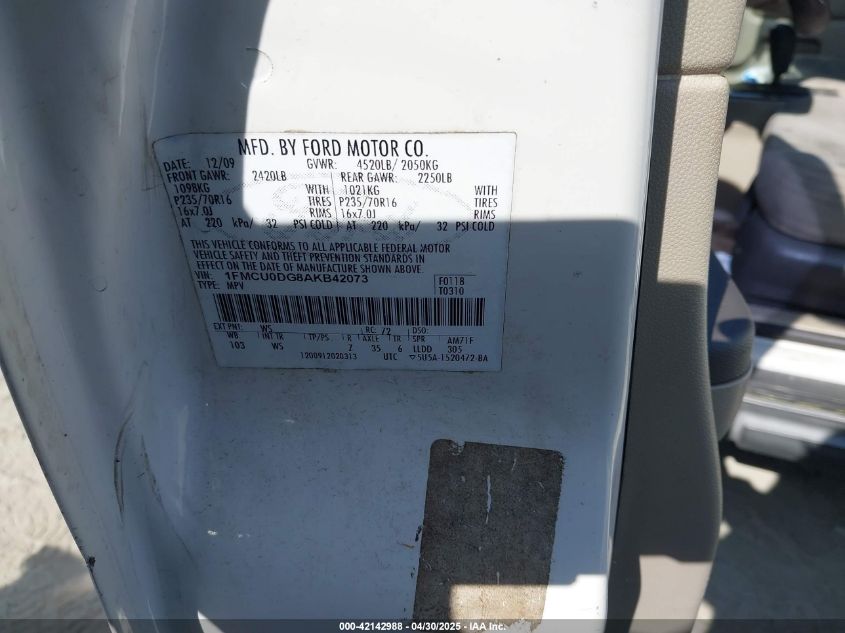 MFD. BY FORD MOTOR CO.
DATE: 12/09 GVWR: 4520LB/ 2050KG
FRONT GAWR: 2420LB REAR GAWR: 2250LB
1098KG WITH 1021KG WITH
P235/70R16 TIRES P235/70R16 TIRES
16x7.0J RIMS 16x7.0J RIMS
AT 220 kPa/ 32 PSI COLD AT 220 kPa/ 32 PSI COLD
THIS VEHICLE CONFORMS TO ALL APPLICABLE FEDERAL MOTOR
VEHICLE SAFETY AND THEFT PREVENTION STANDARDS IN
EFFECT ON THE DATE OF MANUFACTURE SHOWN ABOVE.
VIN: 1FMCU0DG8AKB42073 F0118
TYPE: MPV T0310
EXT PNT: WS RC: 72 DSO:
WB INT TR TP/PS R AXLE TR SPR AM71F
103 WS Z 35 6 LLDD 305
1200912020313 UTC ▽5U5A-1520472-BA
000-42142988 - 04/30/2025 - IAA Inc.